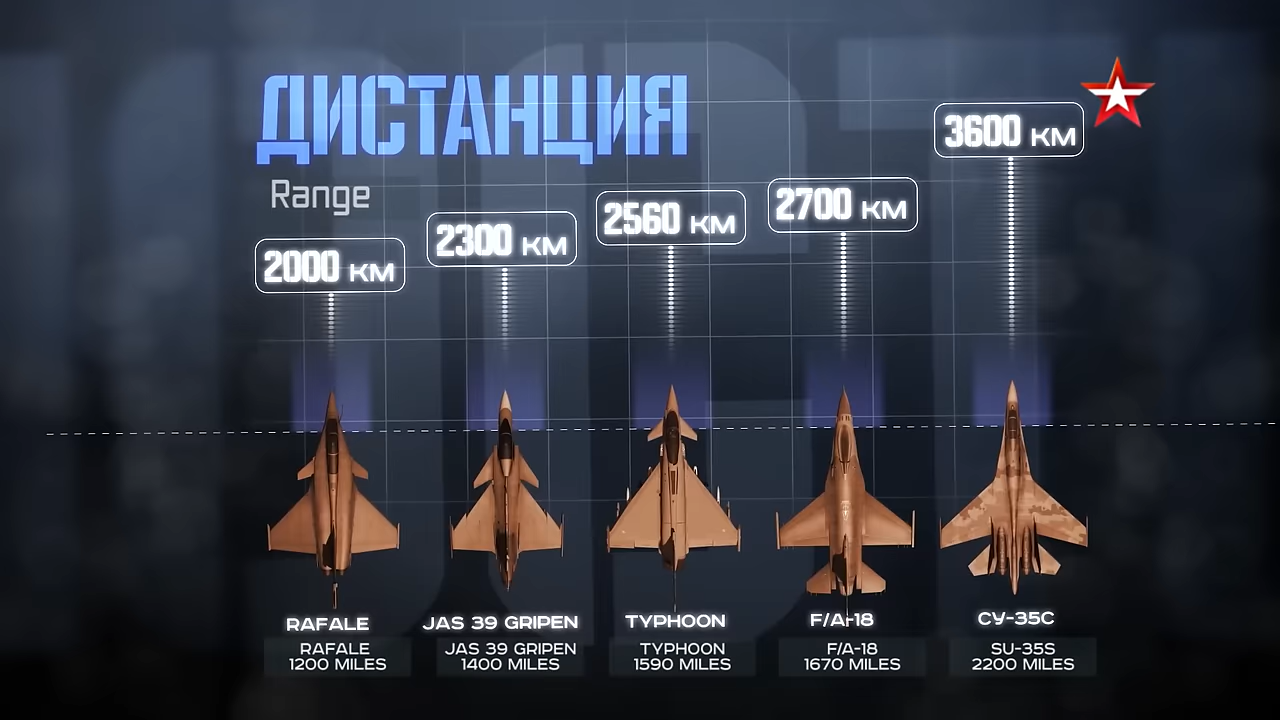 ДИСТАНЦИЯ
Range
2000 КМ
2300 КМ
2560 КМ
2700 КМ
3600 КМ
RAFALE
JAS 39 GRIPEN
TYPHOON
F/A-18
СУ-35С
RAFALE
1200 MILES
JAS 39 GRIPEN
1400 MILES
TYPHOON
1590 MILES
F/A-18
1670 MILES
SU-35S
2200 MILES